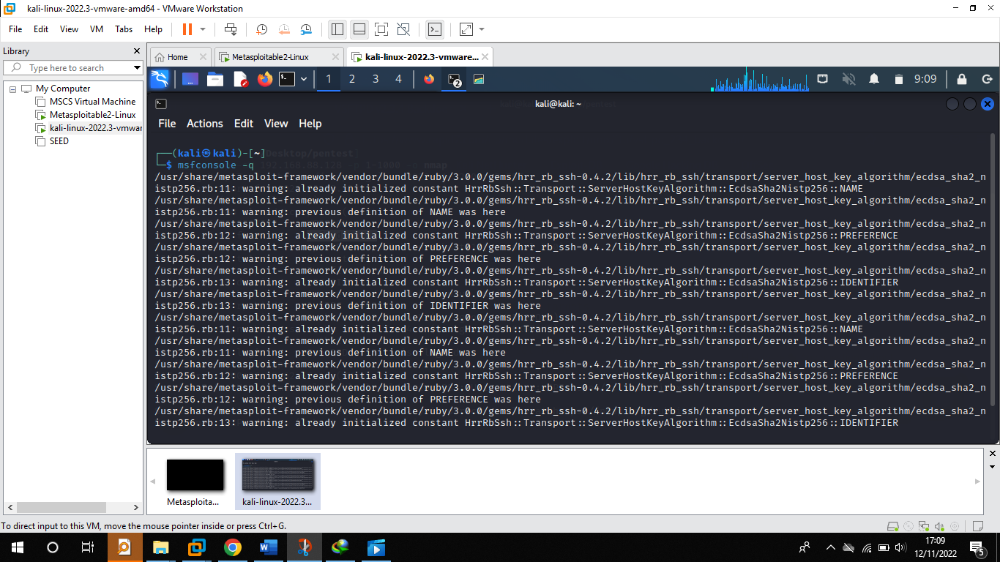 kali-linux-2022.3-vmware-amd64 - VMware Workstation
File Edit View VM Tabs Help
Library
Type here to search
My Computer
MSCS Virtual Machine
Metasploitable2-Linux
kali-linux-2022.3-vmwar
SEED
Home Metasploitable2-Linux kali-linux-2022.3-vmware...
1 2 3 4 2 9:09
kali@kali: ~
File Actions Edit View Help
┌──(kali㉿kali)-[~]
└─$ msfconsole -q
/usr/share/metasploit-framework/vendor/bundle/ruby/3.0.0/gems/hrr_rb_ssh-0.4.2/lib/hrr_rb_ssh/transport/server_host_key_algorithm/ecdsa_sha2_n
istp256.rb:11: warning: already initialized constant HrrRbSsh::Transport::ServerHostKeyAlgorithm::EcdsaSha2Nistp256::NAME
/usr/share/metasploit-framework/vendor/bundle/ruby/3.0.0/gems/hrr_rb_ssh-0.4.2/lib/hrr_rb_ssh/transport/server_host_key_algorithm/ecdsa_sha2_n
istp256.rb:11: warning: previous definition of NAME was here
/usr/share/metasploit-framework/vendor/bundle/ruby/3.0.0/gems/hrr_rb_ssh-0.4.2/lib/hrr_rb_ssh/transport/server_host_key_algorithm/ecdsa_sha2_n
istp256.rb:12: warning: already initialized constant HrrRbSsh::Transport::ServerHostKeyAlgorithm::EcdsaSha2Nistp256::PREFERENCE
/usr/share/metasploit-framework/vendor/bundle/ruby/3.0.0/gems/hrr_rb_ssh-0.4.2/lib/hrr_rb_ssh/transport/server_host_key_algorithm/ecdsa_sha2_n
istp256.rb:12: warning: previous definition of PREFERENCE was here
/usr/share/metasploit-framework/vendor/bundle/ruby/3.0.0/gems/hrr_rb_ssh-0.4.2/lib/hrr_rb_ssh/transport/server_host_key_algorithm/ecdsa_sha2_n
istp256.rb:13: warning: already initialized constant HrrRbSsh::Transport::ServerHostKeyAlgorithm::EcdsaSha2Nistp256::IDENTIFIER
/usr/share/metasploit-framework/vendor/bundle/ruby/3.0.0/gems/hrr_rb_ssh-0.4.2/lib/hrr_rb_ssh/transport/server_host_key_algorithm/ecdsa_sha2_n
istp256.rb:13: warning: previous definition of IDENTIFIER was here
/usr/share/metasploit-framework/vendor/bundle/ruby/3.0.0/gems/hrr_rb_ssh-0.4.2/lib/hrr_rb_ssh/transport/server_host_key_algorithm/ecdsa_sha2_n
istp256.rb:11: warning: already initialized constant HrrRbSsh::Transport::ServerHostKeyAlgorithm::EcdsaSha2Nistp256::NAME
/usr/share/metasploit-framework/vendor/bundle/ruby/3.0.0/gems/hrr_rb_ssh-0.4.2/lib/hrr_rb_ssh/transport/server_host_key_algorithm/ecdsa_sha2_n
istp256.rb:11: warning: previous definition of NAME was here
/usr/share/metasploit-framework/vendor/bundle/ruby/3.0.0/gems/hrr_rb_ssh-0.4.2/lib/hrr_rb_ssh/transport/server_host_key_algorithm/ecdsa_sha2_n
istp256.rb:12: warning: already initialized constant HrrRbSsh::Transport::ServerHostKeyAlgorithm::EcdsaSha2Nistp256::PREFERENCE
/usr/share/metasploit-framework/vendor/bundle/ruby/3.0.0/gems/hrr_rb_ssh-0.4.2/lib/hrr_rb_ssh/transport/server_host_key_algorithm/ecdsa_sha2_n
istp256.rb:12: warning: previous definition of PREFERENCE was here
/usr/share/metasploit-framework/vendor/bundle/ruby/3.0.0/gems/hrr_rb_ssh-0.4.2/lib/hrr_rb_ssh/transport/server_host_key_algorithm/ecdsa_sha2_n
istp256.rb:13: warning: already initialized constant HrrRbSsh::Transport::ServerHostKeyAlgorithm::EcdsaSha2Nistp256::IDENTIFIER
Metasploita... kali-linux-2022.3...
To direct input to this VM, move the mouse pointer inside or press Ctrl+G.
17:09
12/11/2022
5